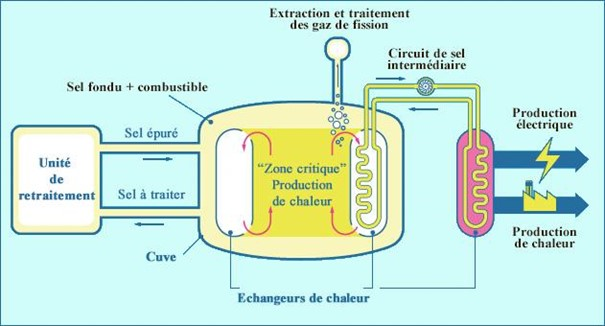 Extraction et traitement
des gaz de fission
Circuit de sel
intermédiaire
Sel fondu + combustible
Production
électrique
Sel épuré
Unité
de
retraitement
"Zone critique"
Production
de chaleur
Sel à traiter
Production
de chaleur
Cuve
Echangeurs de chaleur